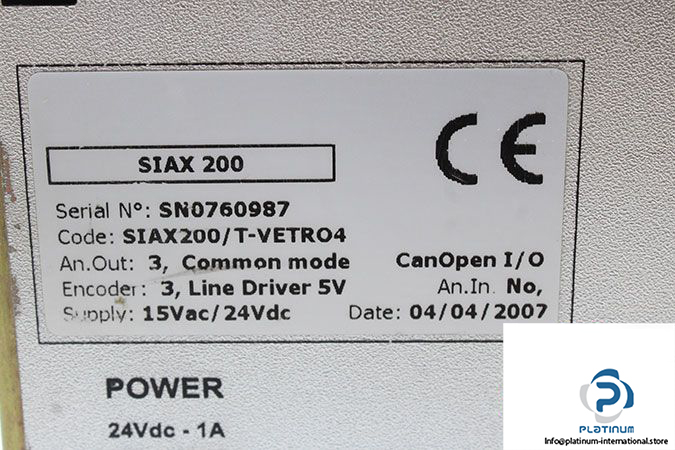 CE
SIAX 200
Serial N°: SN0760987
Code: SIAX200/T-VETRO4
An.Out: 3, Common mode CanOpen I/O
Encoder: 3, Line Driver 5V An.In. No,
Supply: 15Vac/24Vdc Date: 04/04/2007
POWER
24Vdc - 1A
PLATINUM
Info@platinum-international.store